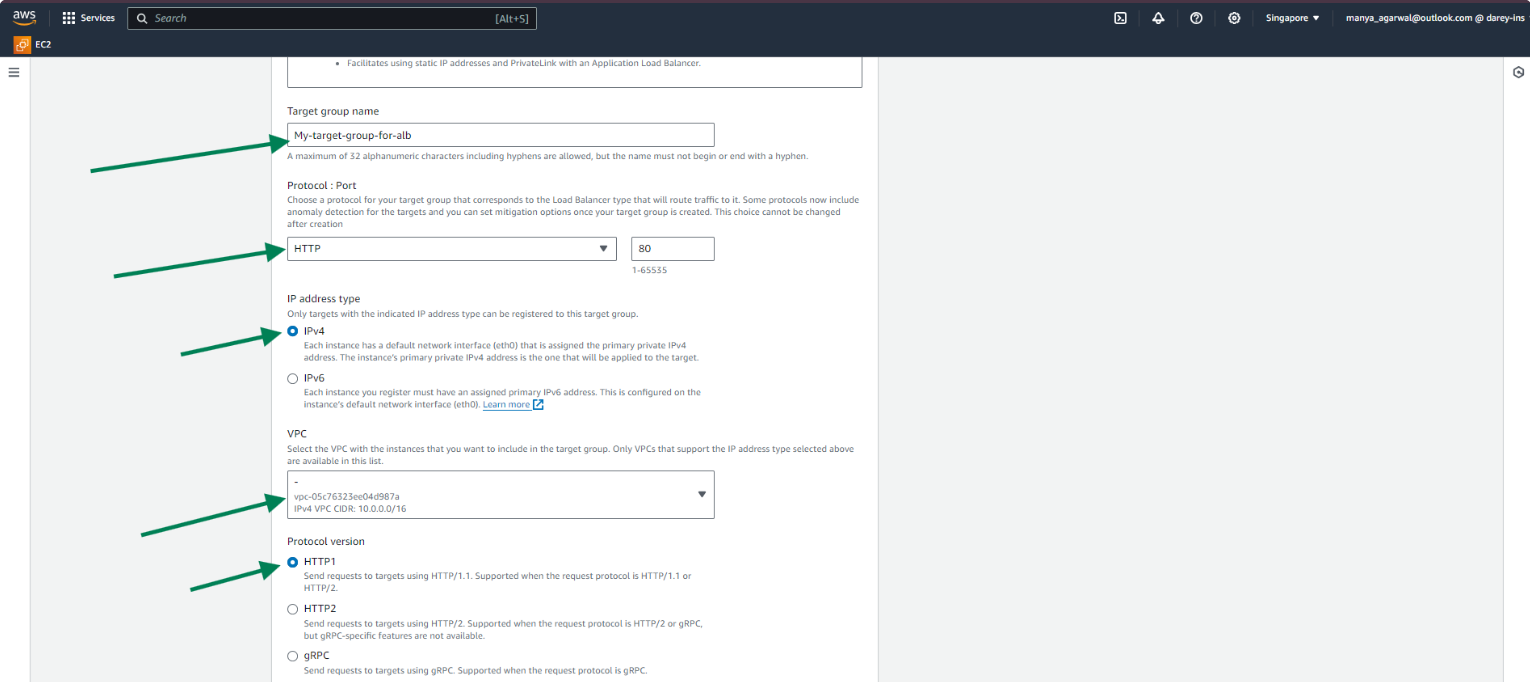 aws
Services
Search
[Alt+S]
Singapore
manya_agarwal@outlook.com @ darey-ins
EC2
Facilitates using static IP addresses and PrivateLink with an Application Load Balancer.
Target group name
My-target-group-for-alb
A maximum of 32 alphanumeric characters including hyphens are allowed, but the name must not begin or end with a hyphen.
Protocol : Port
Choose a protocol for your target group that corresponds to the Load Balancer type that will route traffic to it. Some protocols now include
anomaly detection for the targets and you can set mitigation options once your target group is created. This choice cannot be changed
after creation
HTTP
80
1-65535
IP address type
Only targets with the indicated IP address type can be registered to this target group.
IPv4
Each instance has a default network interface (eth0) that is assigned the primary private IPv4
address. The instance's primary private IPv4 address is the one that will be applied to the target.
IPv6
Each instance you register must have an assigned primary IPv6 address. This is configured on the
instance's default network interface (eth0). Learn more
VPC
Select the VPC with the instances that you want to include in the target group. Only VPCs that support the IP address type selected above
are available in this list.
-
vpc-05c76323ee04d987a
IPv4 VPC CIDR: 10.0.0.0/16
Protocol version
HTTP1
Send requests to targets using HTTP/1.1. Supported when the request protocol is HTTP/1.1 or
HTTP/2.
HTTP2
Send requests to targets using HTTP/2. Supported when the request protocol is HTTP/2 or gRPC,
but gRPC-specific features are not available.
gRPC
Send requests to targets using gRPC. Supported when the request protocol is gRPC.